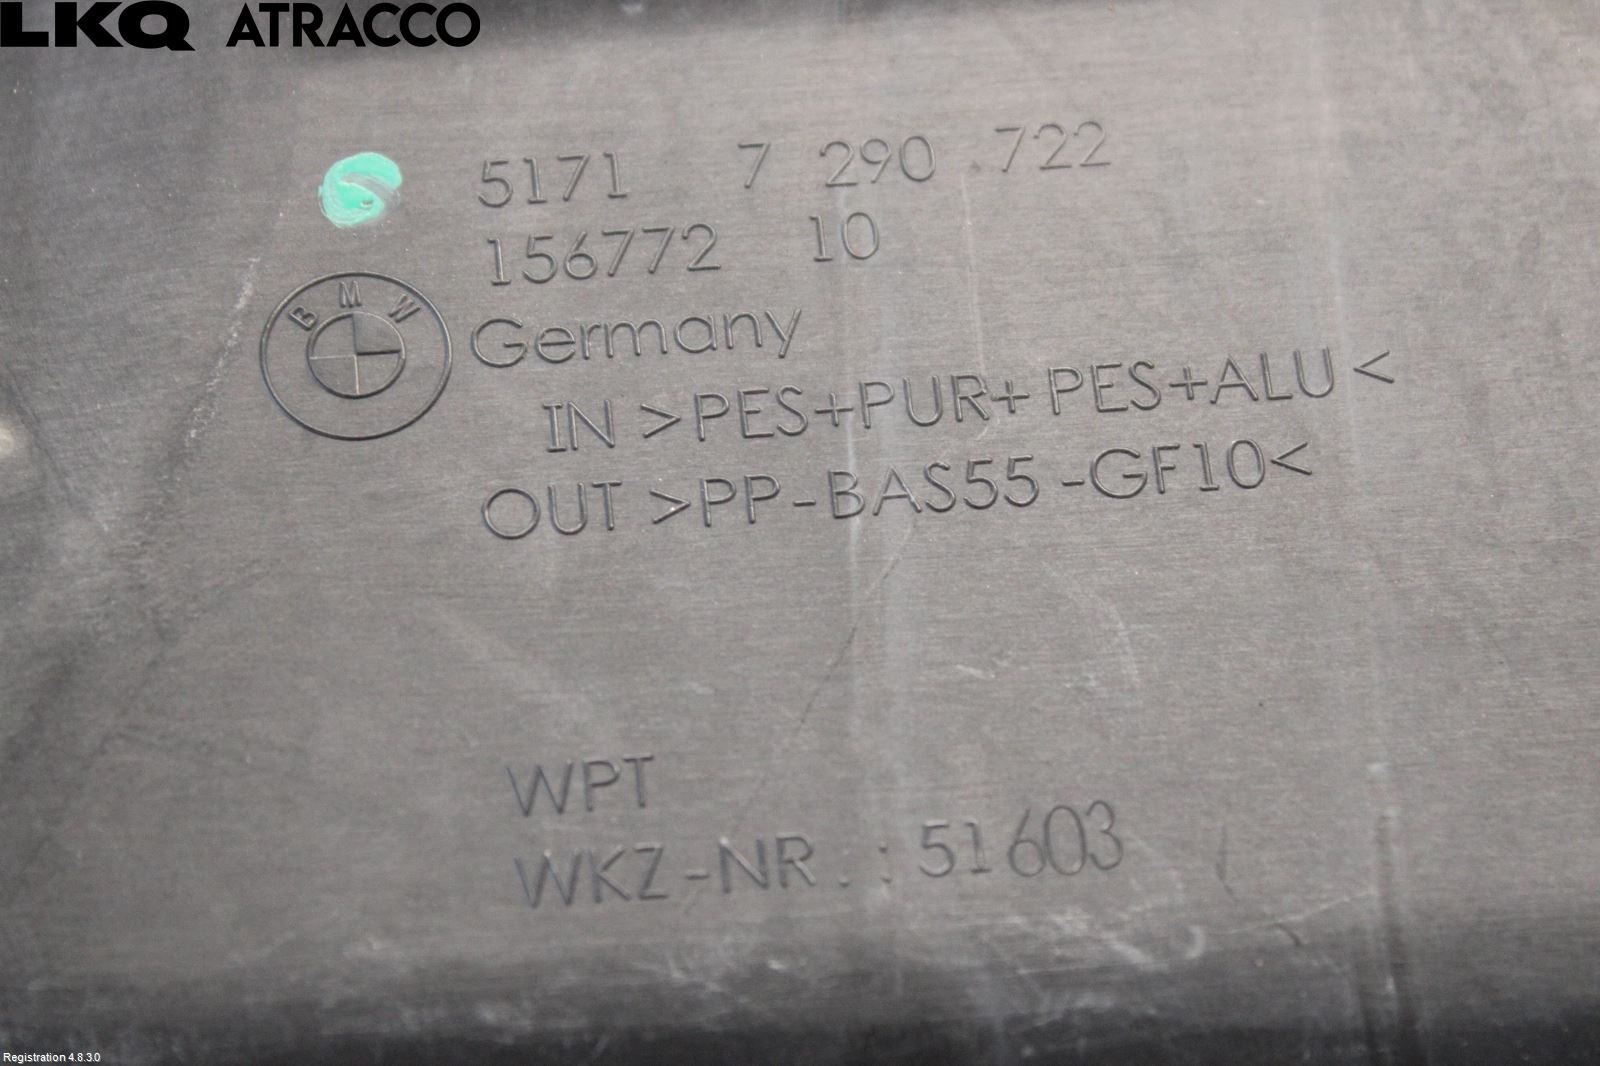 LKQ ATRACCO
5171 7 290 722
156772 10
BMW
Germany
IN >PES+PUR+PES+ALU<
OUT >PP-BAS55-GF10<
WPT
WKZ-NR.: 51603
Registration 4.8.3.0